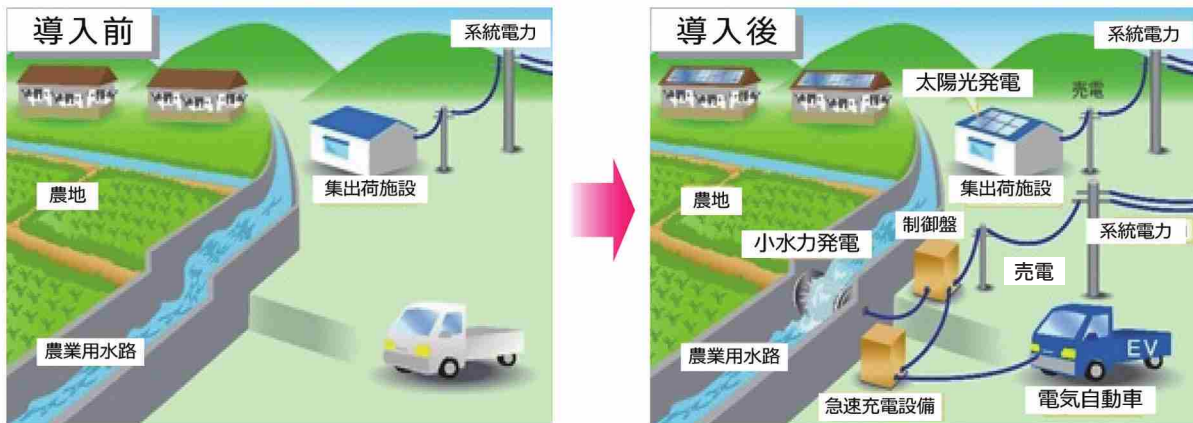 導入前
系統電力
集出荷施設
農地
農業用水路
導入後
系統電力
太陽光発電
売電
集出荷施設
農地
制御盤
系統電力
小水力発電
売電
農業用水路
EV
急速充電設備
電気自動車